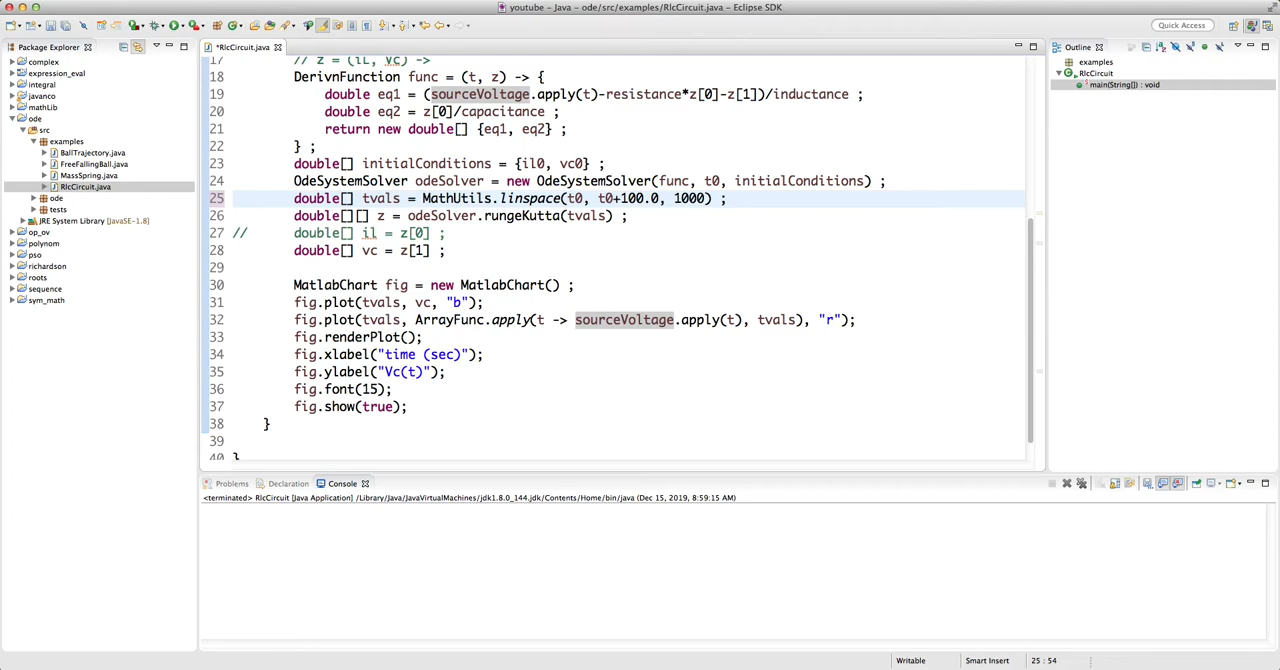 youtube - Java - ode/src/examples/RlcCircuit.java - Eclipse SDK
Quick Access
Package Explorer
complex
expression_eval
integral
javanco
mathLib
ode
src
examples
BallTrajectory.java
FreeFallingBall.java
MassSpring.java
RlcCircuit.java
ode
tests
JRE System Library [JavaSE-1.8]
op_ov
polynom
pso
richardson
roots
sequence
sym_math
*RlcCircuit.java
17 // z = (iL, Vc) ->
18 DerivnFunction func = (t, z) -> {
19 double eq1 = (sourceVoltage.apply(t)-resistance*z[0]-z[1])/inductance ;
20 double eq2 = z[0]/capacitance ;
21 return new double[] {eq1, eq2} ;
22 } ;
23 double[] initialConditions = {il0, vc0} ;
24 OdeSystemSolver odeSolver = new OdeSystemSolver(func, t0, initialConditions) ;
25 double[] tvals = MathUtils.linspace(t0, t0+100.0, 1000) ;
26 double[][] z = odeSolver.rungeKutta(tvals) ;
27 // double[] il = z[0] ;
28 double[] vc = z[1] ;
29
30 MatlabChart fig = new MatlabChart() ;
31 fig.plot(tvals, vc, "b");
32 fig.plot(tvals, ArrayFunc.apply(t -> sourceVoltage.apply(t), tvals), "r");
33 fig.renderPlot();
34 fig.xlabel("time (sec)");
35 fig.ylabel("Vc(t)");
36 fig.font(15);
37 fig.show(true);
38 }
39
40 }
Outline
examples
RlcCircuit
main(String[]) : void
Problems Declaration Console
<terminated> RlcCircuit [Java Application] /Library/Java/JavaVirtualMachines/jdk1.8.0_144.jdk/Contents/Home/bin/java (Dec 15, 2019, 8:59:15 AM)
Writable Smart Insert 25 : 54